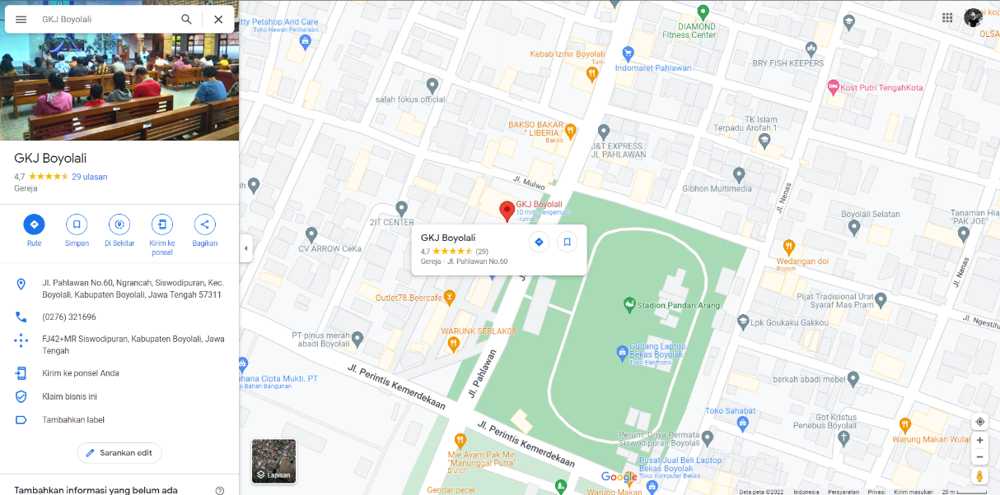 GKJ Boyolali
GKJ Boyolali
4,7
29 ulasan
Gereja
Rute
Simpan
Di Sekitar
Kirim ke
ponsel
Bagikan
Jl. Pahlawan No.60, Ngrancah, Siswodipuran, Kec.
Boyolali, Kabupaten Boyolali, Jawa Tengah 57311
(0276) 321696
FJ42+MR Siswodipuran, Kabupaten Boyolali, Jawa
Tengah
Kirim ke ponsel Anda
Klaim bisnis ini
Tambahkan label
Sarankan edit
Tambahkan informasi yang belum ada
Petshop And Care
Toko Hewan Peliharaan
DIAMOND
Fitness Center
OLSA
Kebab Izmir Boyolali
Turki
Indomaret Pahlawan
BRY FISH KEEPERS
Kost Putri TengahKota
salah fokus official
BAKSO BAKAR
" LIBERIA "
Bakso
J&T EXPRESS
JL PAHLAWAN
TK Islam
Terpadu Arofah 1
Jl. Mulwo
Gibhon Multimedia
Jl. Nenas
GKJ Boyolali
10 mnt mengemudi
- rumah
2IT CENTER
Boyolali Selatan
Tanaman Hia
"PAK JOE"
GKJ Boyolali
4,7
(29)
Gereja · Jl. Pahlawan No.60
CV ARROW CeKa
Wedangan doi
Brunch
Jl. Nanas
Outlet78.Beercafe
Stadion Pandan Arang
Pijat Tradisional Urat
Syaraf Mas Pram
Lpk Goukaku Gakkou
Jl. Ngestiha
WARUNK SEBLAK08
PT pinus merah
abadi Boyolali
Gudang Laptop
Bekas Boyolali
Toko Elektronik
Jl. Pahlawan
Jl. Perintis Kemerdekaan
ahana Cipta Mukti. PT
o Bahan Bangunan
berkah abadi mebel
Toko Sahabat
Gbt Kristus
Penebus Boyolali
Jl. Perintis Kemerdekaan
Perum. Griya Permata
Siswodipuran Boyolali
Warung Makan Wulan
Mie Ayam Pak Min
"Manunggal Putra"
Brunch
Pusat Jual Beli Laptop
Bekas Boyolali
Toko Komputer Bekas
Lapisan
Google
Gendar pecel
Warung Makan
Data peta ©2022
Indonesia
Persyaratan
Privasi
Kirim masukan
20 m